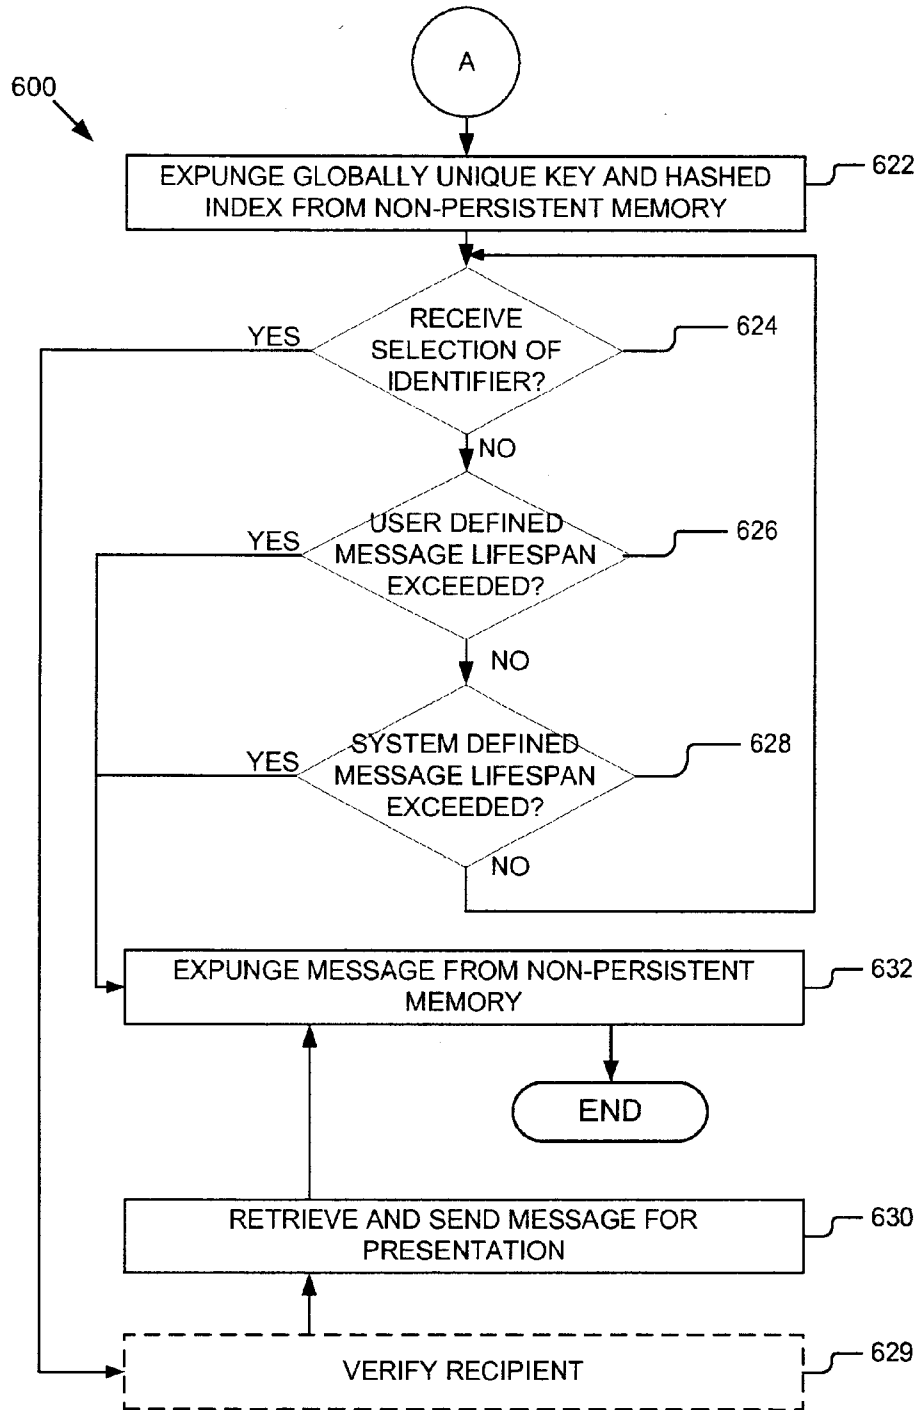 A
600
EXPUNGE GLOBALLY UNIQUE KEY AND HASHED
INDEX FROM NON-PERSISTENT MEMORY
622
RECEIVE
SELECTION OF
IDENTIFIER?
YES
624
NO
USER DEFINED
MESSAGE LIFESPAN
EXCEEDED?
YES
626
NO
SYSTEM DEFINED
MESSAGE LIFESPAN
EXCEEDED?
YES
628
NO
EXPUNGE MESSAGE FROM NON-PERSISTENT
MEMORY
632
END
RETRIEVE AND SEND MESSAGE FOR
PRESENTATION
630
VERIFY RECIPIENT
629